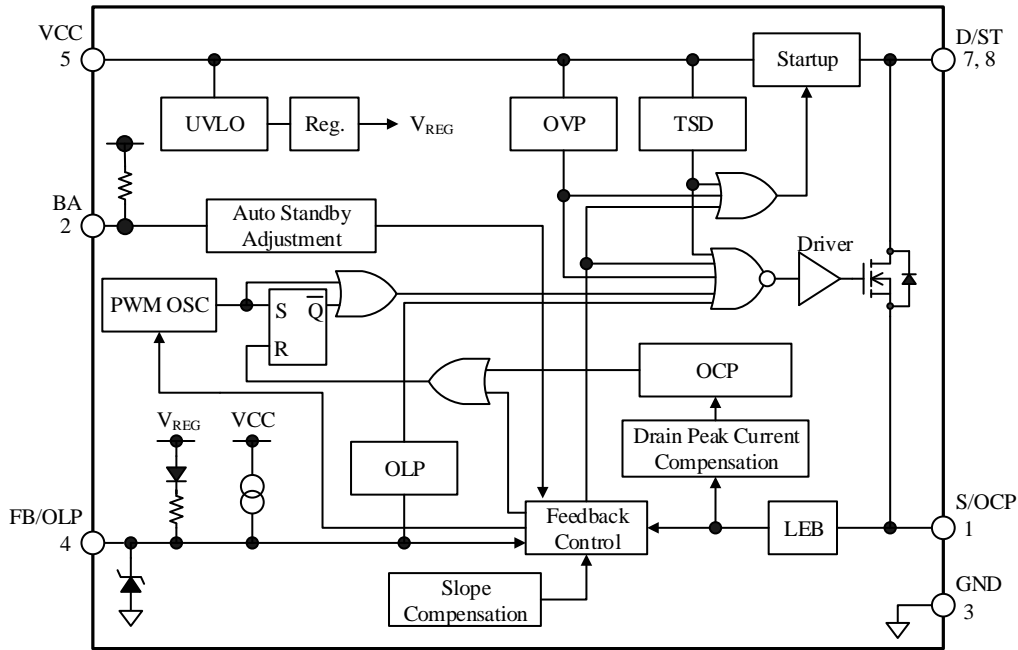 VCC
5
D/ST
7, 8
Startup
UVLO
Reg.
VREG
OVP
TSD
BA
2
Auto Standby
Adjustment
Driver
PWM OSC
S
Q̅
R
OCP
VREG
VCC
OLP
Drain Peak Current
Compensation
FB/OLP
4
Feedback
Control
LEB
S/OCP
1
Slope
Compensation
GND
3